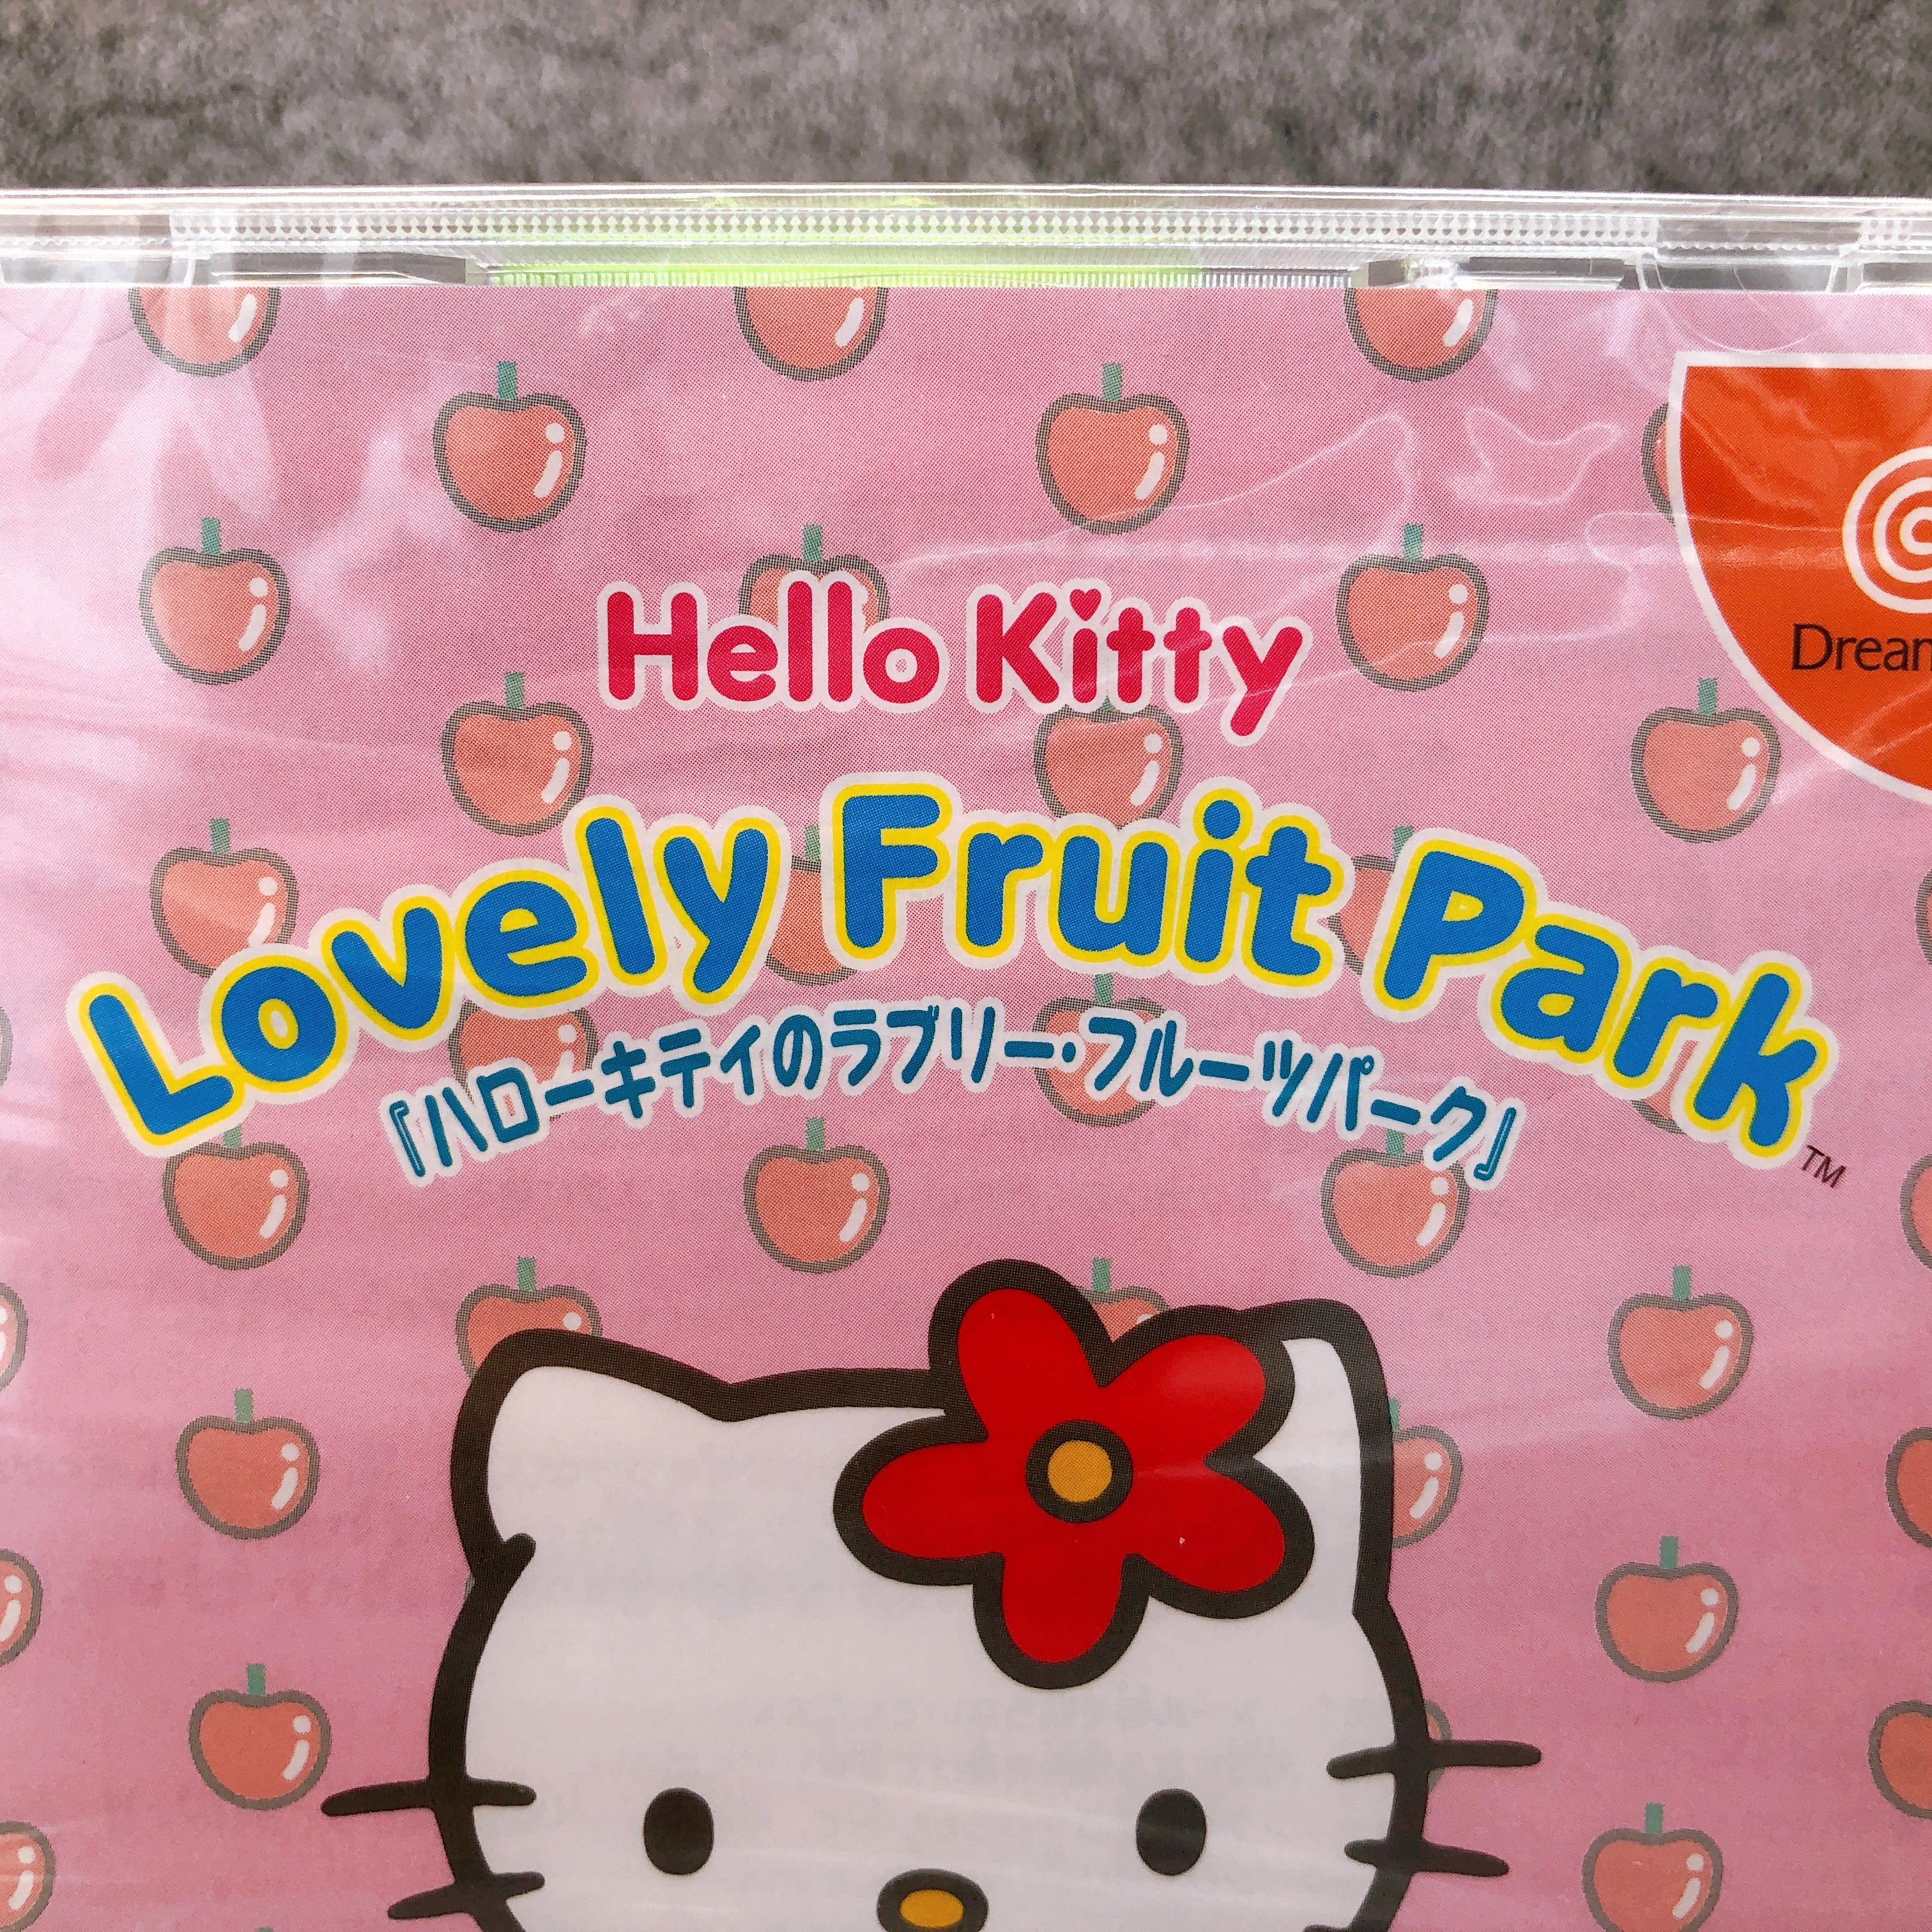 Hello Kitty
Lovely Fruit Park TM
『ハローキティのラブリー・フルーツパーク』
Dream